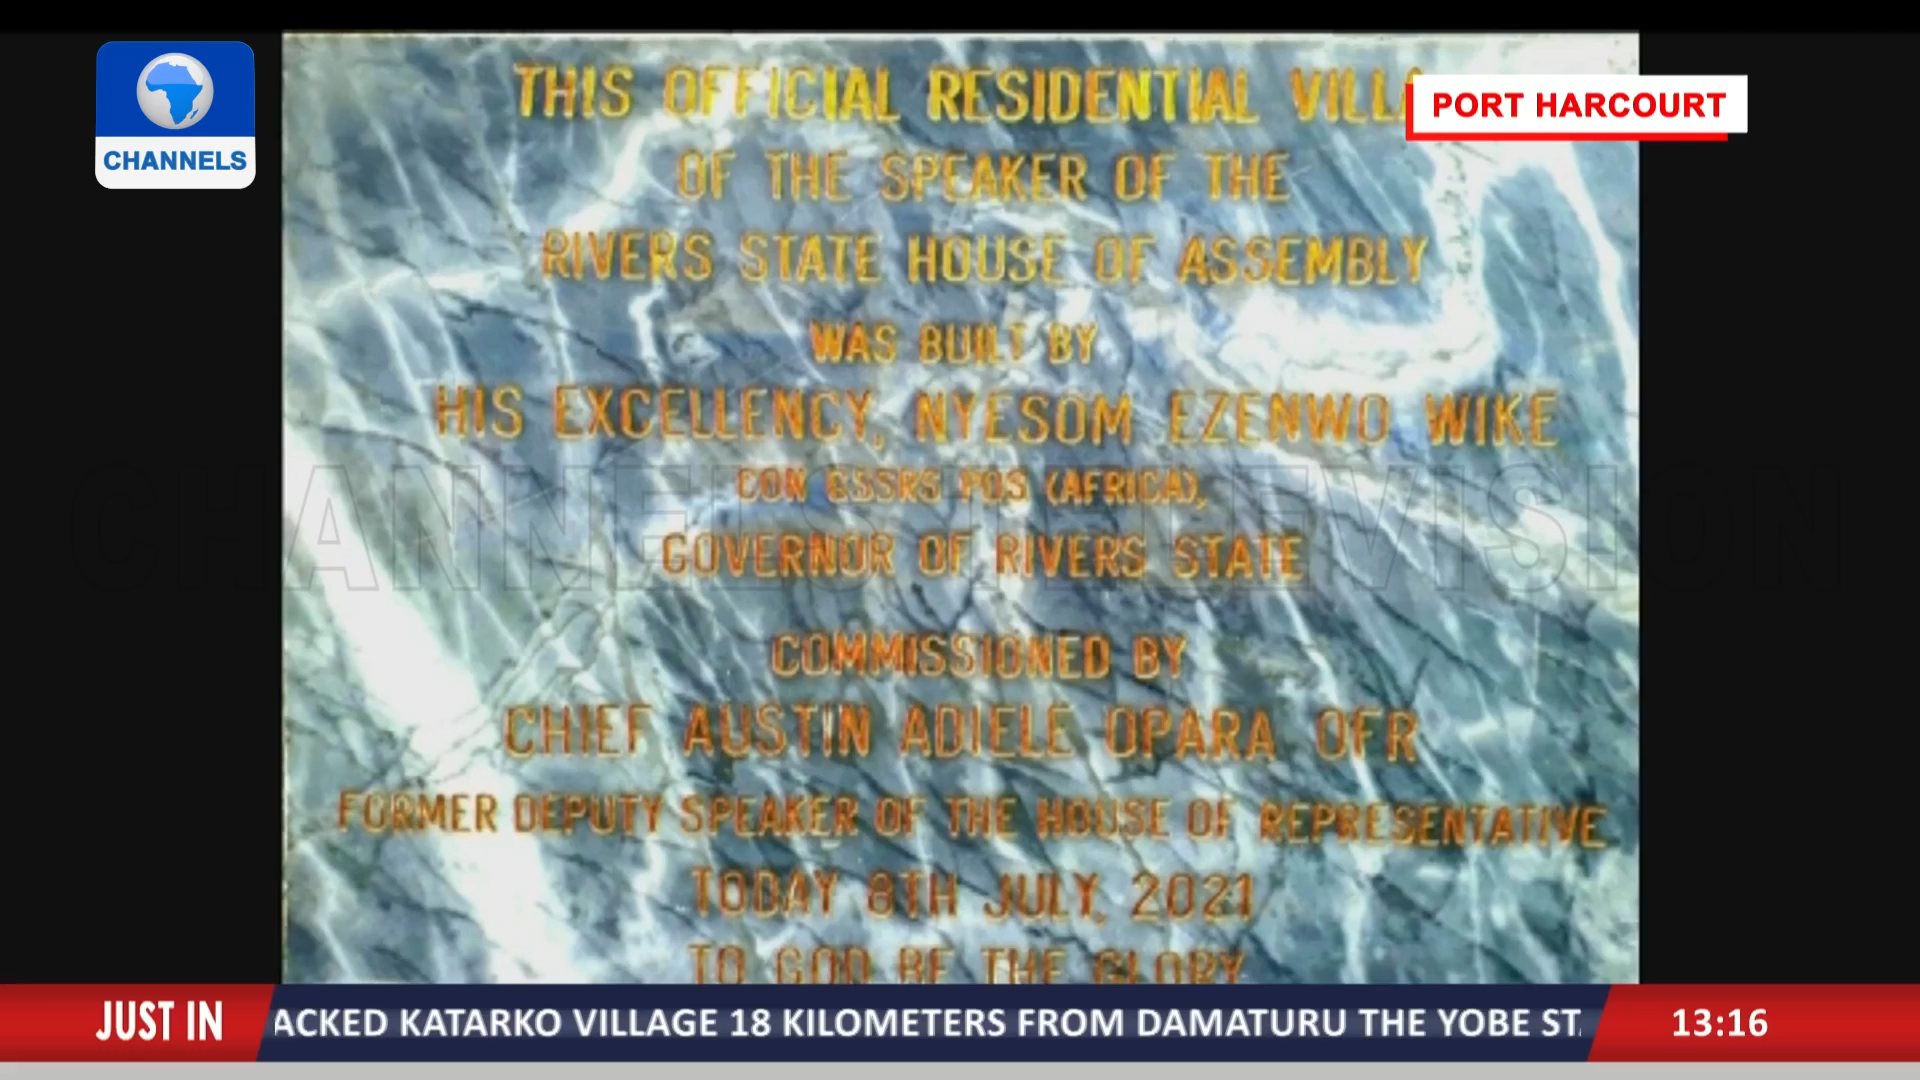 CHANNELS
PORT HARCOURT
THIS OFFICIAL RESIDENTIAL VILLA
OF THE SPEAKER OF THE
RIVERS STATE HOUSE OF ASSEMBLY
WAS BUILT BY
HIS EXCELLENCY, NYESOM EZENWO WIKE
CON GSSRS POS (AFRICA),
GOVERNOR OF RIVERS STATE
CHANNELS TELEVISION
COMMISSIONED BY
CHIEF AUSTIN ADIELE OPARA OFR
FORMER DEPUTY SPEAKER OF THE HOUSE OF REPRESENTATIVE
TODAY 8TH JULY, 2021
TO GOD BE THE GLORY
JUST IN
ACKED KATARKO VILLAGE 18 KILOMETERS FROM DAMATURU THE YOBE ST
13:16